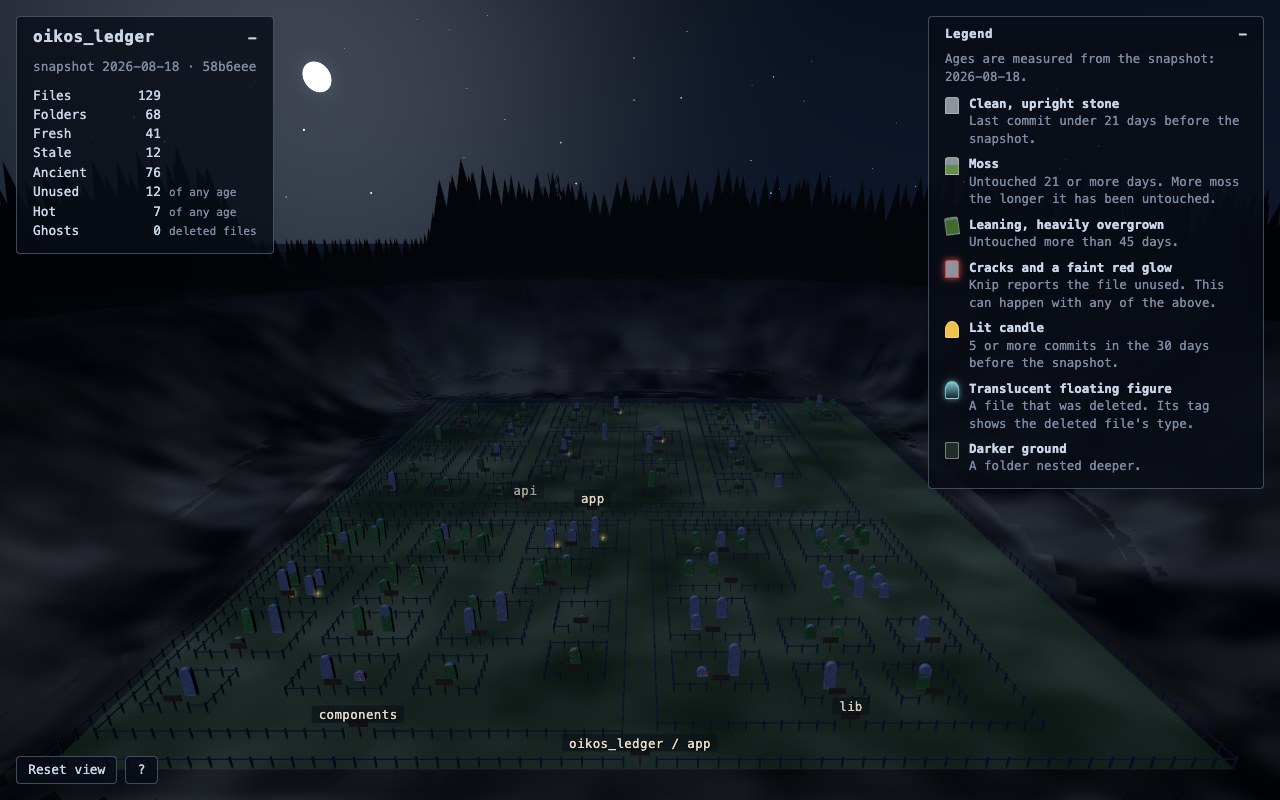 oikos_ledger –
snapshot 2026-08-18 · 58b6eee
Files 129
Folders 68
Fresh 41
Stale 12
Ancient 76
Unused 12 of any age
Hot 7 of any age
Ghosts 0 deleted files
Legend –
Ages are measured from the snapshot:
2026-08-18.
Clean, upright stone
Last commit under 21 days before the
snapshot.
Moss
Untouched 21 or more days. More moss
the longer it has been untouched.
Leaning, heavily overgrown
Untouched more than 45 days.
Cracks and a faint red glow
Knip reports the file unused. This
can happen with any of the above.
Lit candle
5 or more commits in the 30 days
before the snapshot.
Translucent floating figure
A file that was deleted. Its tag
shows the deleted file's type.
Darker ground
A folder nested deeper.
api
app
components
lib
oikos_ledger / app
Reset view
?